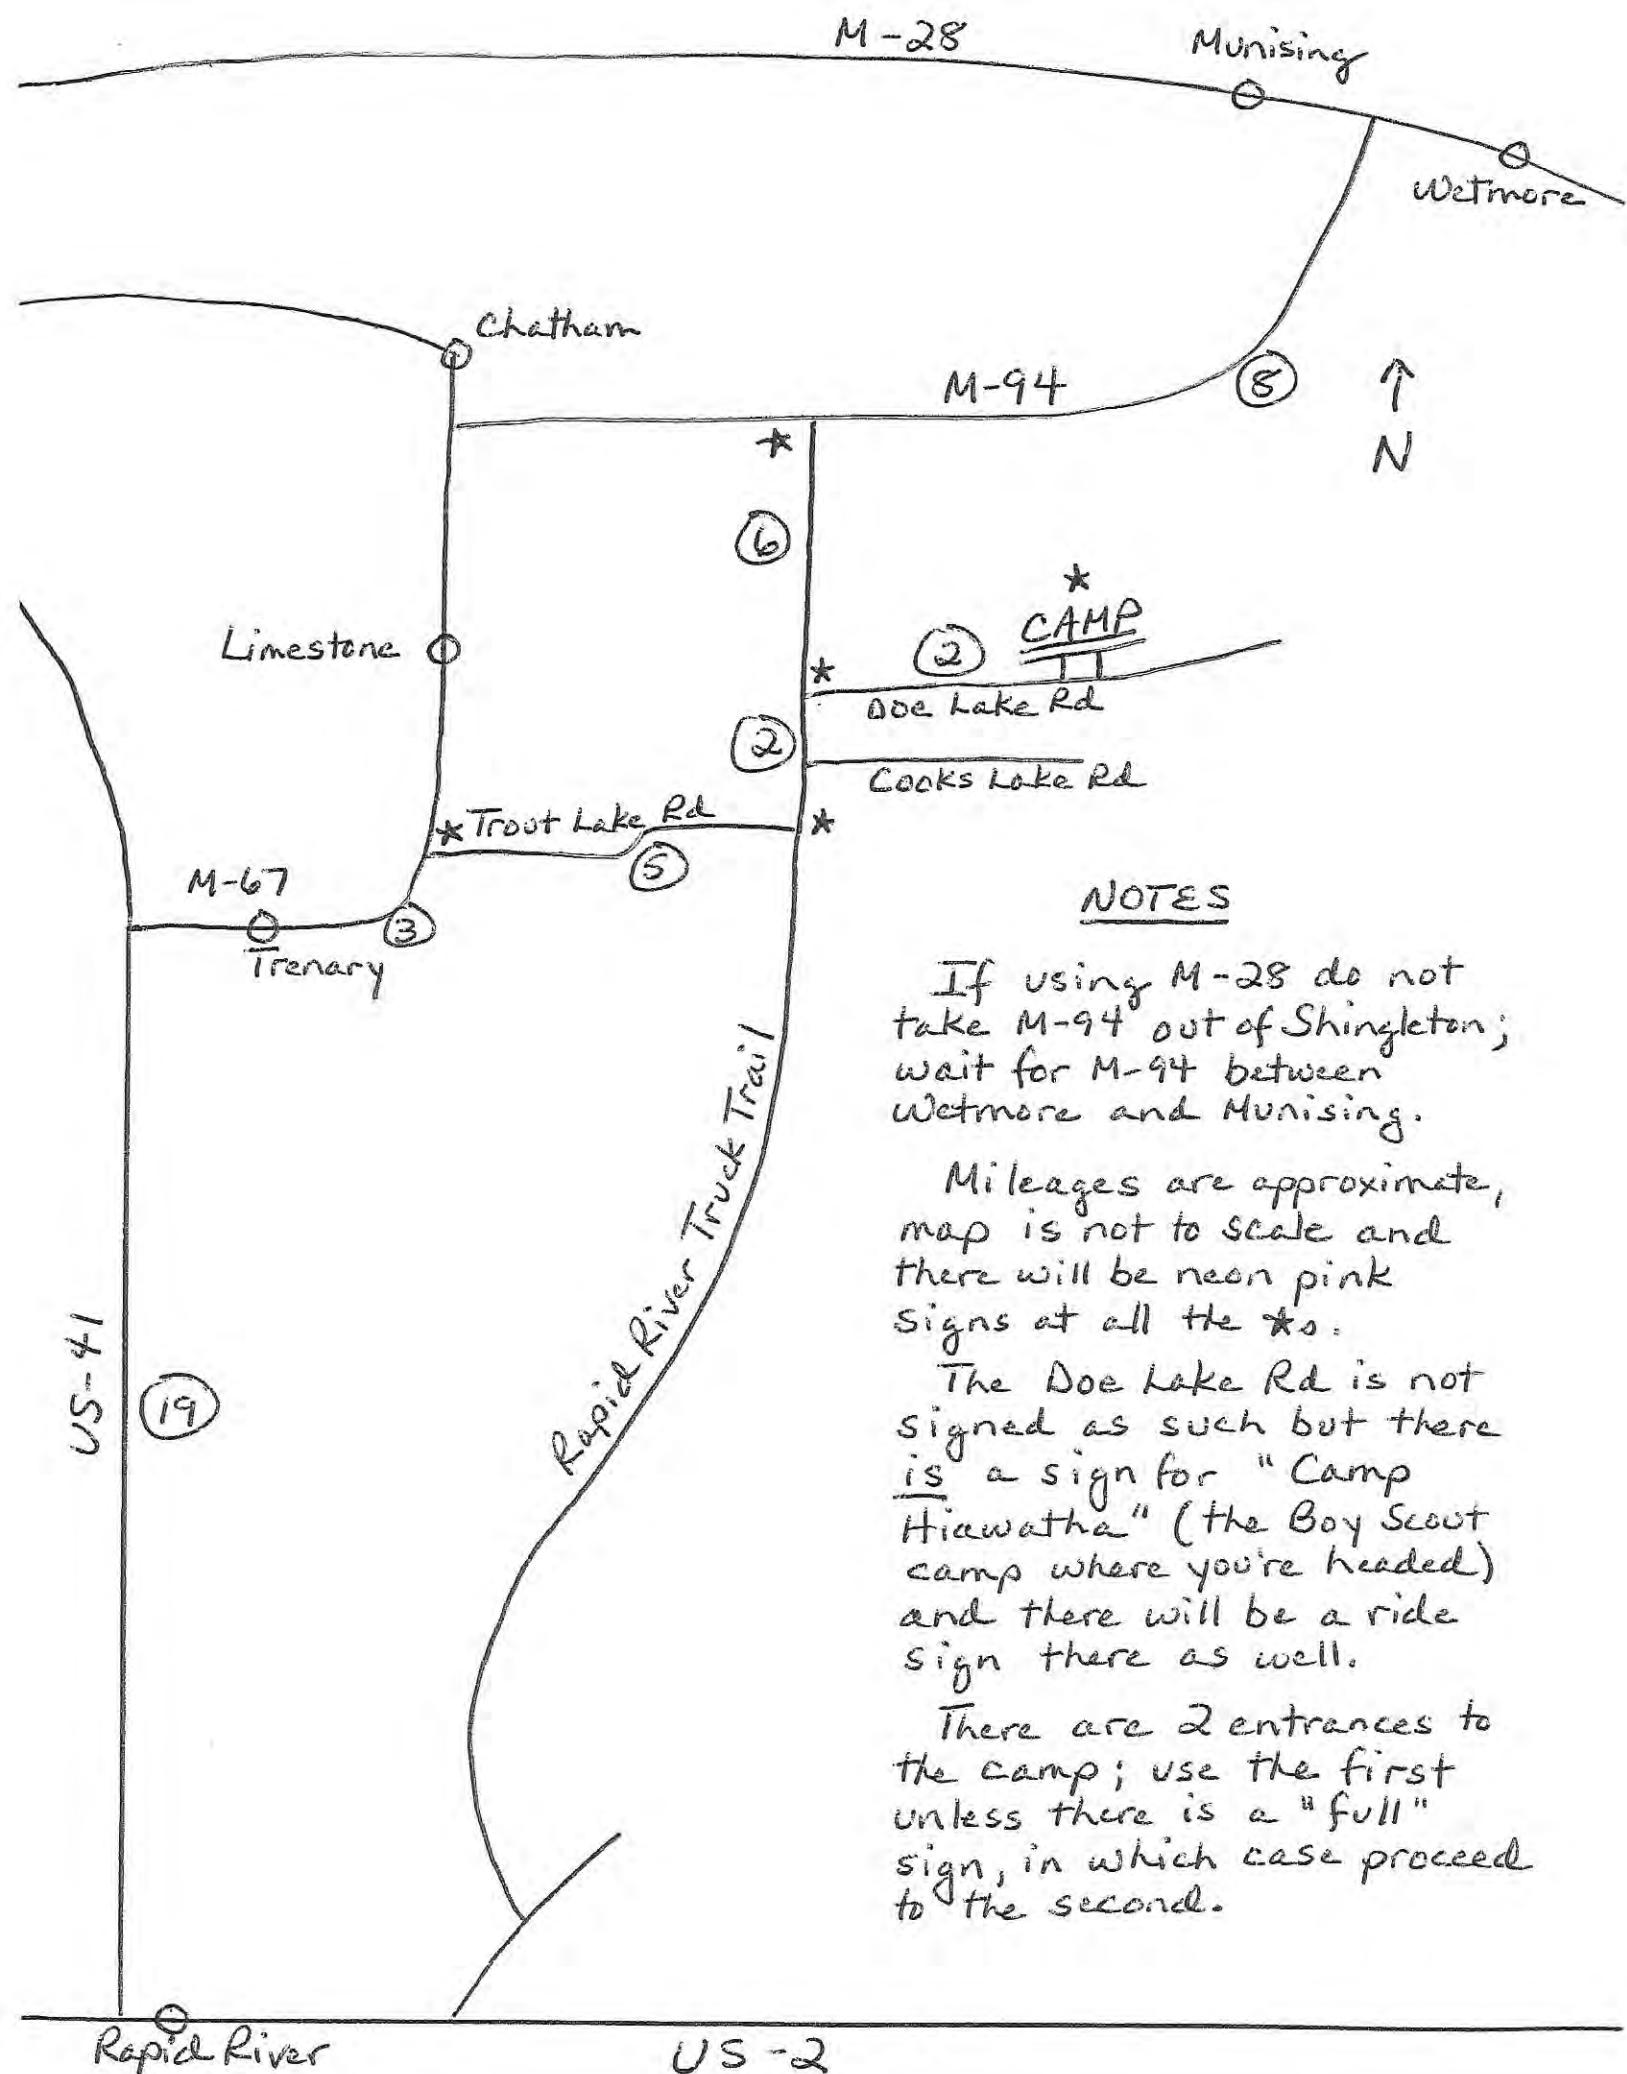 M-28
Munising
Wetmore
Chatham
M-94
8
N
★
6
★
CAMP
2
Limestone
★
Doe Lake Rd
2
Cooks Lake Rd
★ Trout Lake Rd
★
5
M-67
3
Trenary
NOTES
If using M-28 do not
take M-94 out of Shingleton;
wait for M-94 between
Wetmore and Munising.
Mileages are approximate,
map is not to scale and
there will be neon pink
signs at all the ★s.
The Doe Lake Rd is not
signed as such but there
is a sign for "Camp
Hiawatha" (the Boy Scout
camp where you're headed)
and there will be a ride
sign there as well.
There are 2 entrances to
the camp; use the first
unless there is a "full"
sign, in which case proceed
to the second.
Rapid River Truck Trail
US-41
19
Rapid River
US-2